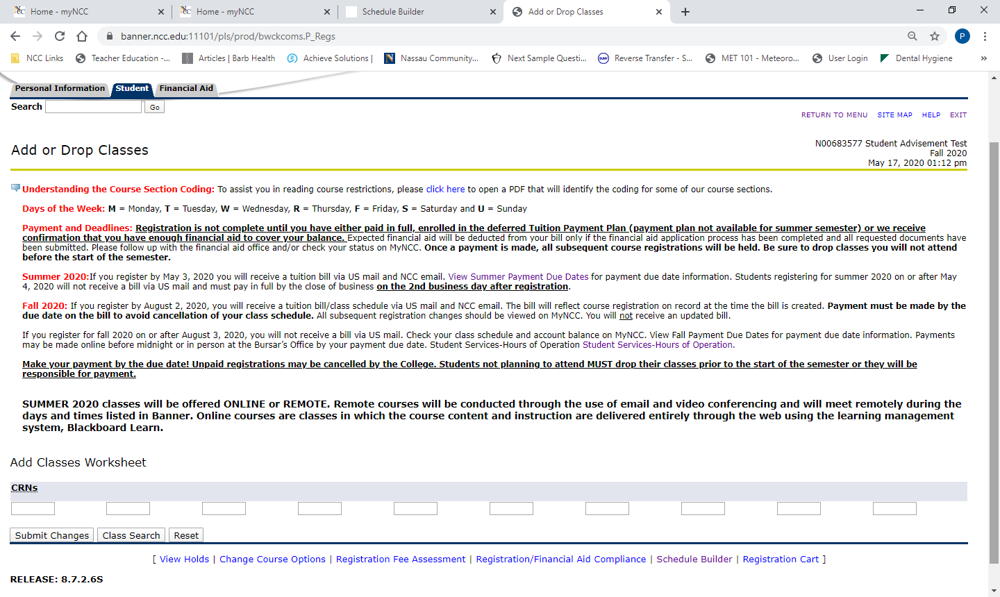 Home - myNCC
Home - myNCC
Schedule Builder
Add or Drop Classes
banner.ncc.edu:11101/pls/prod/bwckcoms.P_Regs
P
NCC Links
Teacher Education -...
Articles | Barb Health
Achieve Solutions |
Nassau Community...
Next Sample Questi...
Reverse Transfer - S...
MET 101 - Meteoro...
User Login
Dental Hygiene
»
Personal Information
Student
Financial Aid
Search
Go
RETURN TO MENU
SITE MAP
HELP
EXIT
Add or Drop Classes
N00683577 Student Advisement Test
Fall 2020
May 17, 2020 01:12 pm
Understanding the Course Section Coding: To assist you in reading course restrictions, please click here to open a PDF that will identify the coding for some of our course sections.
Days of the Week: M = Monday, T = Tuesday, W = Wednesday, R = Thursday, F = Friday, S = Saturday and U = Sunday
Payment and Deadlines: Registration is not complete until you have either paid in full, enrolled in the deferred Tuition Payment Plan (payment plan not available for summer semester) or we receive
confirmation that you have enough financial aid to cover your balance. Expected financial aid will be deducted from your bill only if the financial aid application process has been completed and all requested documents have
been submitted. Please follow up with the financial aid office and/or check your status on MyNCC. Once a payment is made, all subsequent course registrations will be held. Be sure to drop classes you will not attend
before the start of the semester.
Summer 2020:If you register by May 3, 2020 you will receive a tuition bill via US mail and NCC email. View Summer Payment Due Dates for payment due date information. Students registering for summer 2020 on or after May
4, 2020 will not receive a bill via US mail and must pay in full by the close of business on the 2nd business day after registration.
Fall 2020: If you register by August 2, 2020, you will receive a tuition bill/class schedule via US mail and NCC email. The bill will reflect course registration on record at the time the bill is created. Payment must be made by the
due date on the bill to avoid cancellation of your class schedule. All subsequent registration changes should be viewed on MyNCC. You will not receive an updated bill.
If you register for fall 2020 on or after August 3, 2020, you will not receive a bill via US mail. Check your class schedule and account balance on MyNCC. View Fall Payment Due Dates for payment due date information. Payments
may be made online before midnight or in person at the Bursar's Office by your payment due date. Student Services-Hours of Operation Student Services-Hours of Operation.
Make your payment by the due date! Unpaid registrations may be cancelled by the College. Students not planning to attend MUST drop their classes prior to the start of the semester or they will be
responsible for payment.
SUMMER 2020 classes will be offered ONLINE or REMOTE. Remote courses will be conducted through the use of email and video conferencing and will meet remotely during the
days and times listed in Banner. Online courses are classes in which the course content and instruction are delivered entirely through the web using the learning management
system, Blackboard Learn.
Add Classes Worksheet
CRNs
Submit Changes
Class Search
Reset
[ View Holds | Change Course Options | Registration Fee Assessment | Registration/Financial Aid Compliance | Schedule Builder | Registration Cart ]
RELEASE: 8.7.2.6S